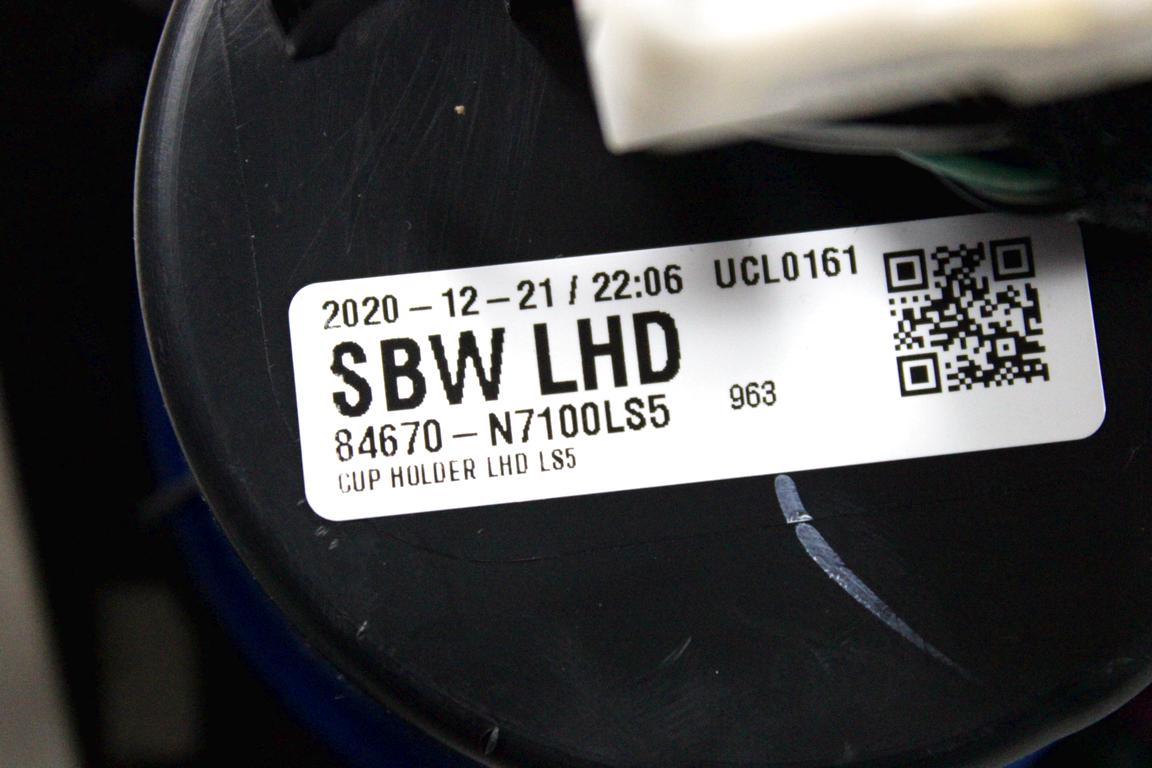 2020-12-21 / 22:06 UCL0161
SBW LHD
84670-N7100LS5 963
CUP HOLDER LHD LS5